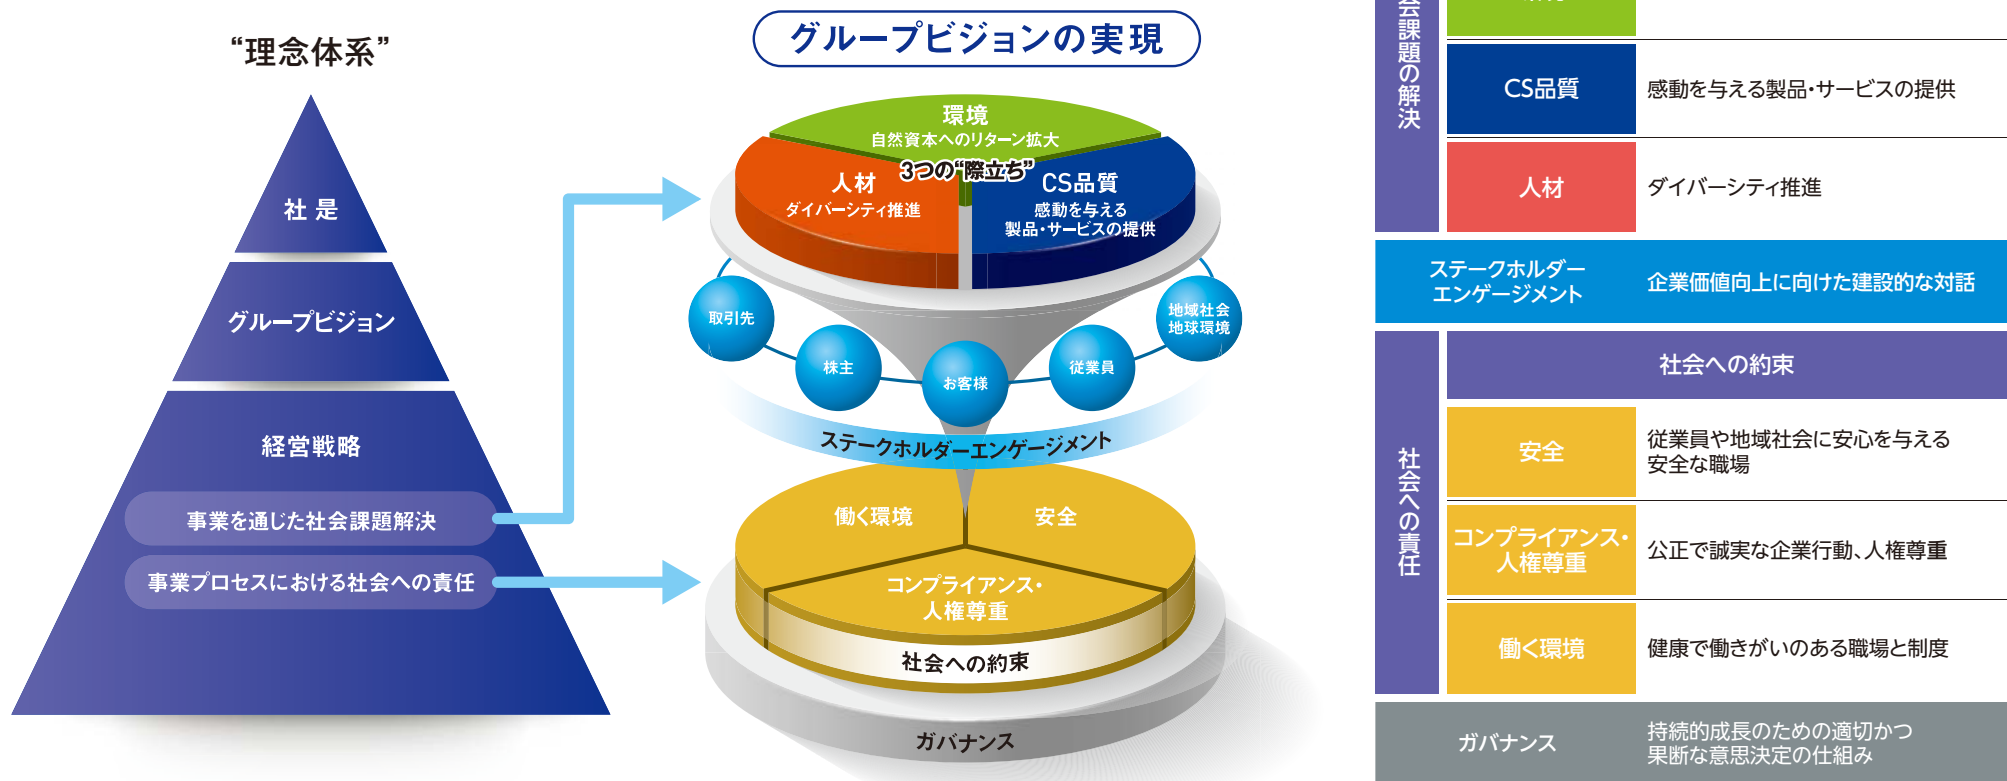 “理念体系”
社是
グループビジョン
経営戦略
事業を通じた社会課題解決
事業プロセスにおける社会への責任
グループビジョンの実現
環境
自然資本へのリターン拡大
3つの“際立ち”
人材
ダイバーシティ推進
CS品質
感動を与える
製品・サービスの提供
取引先
株主
お客様
従業員
地域社会
地球環境
ステークホルダーエンゲージメント
働く環境
安全
コンプライアンス・
人権尊重
社会への約束
ガバナンス
会課題の解決
CS品質
感動を与える製品・サービスの提供
人材
ダイバーシティ推進
ステークホルダー
エンゲージメント
企業価値向上に向けた建設的な対話
社会への責任
社会への約束
安全
従業員や地域社会に安心を与える
安全な職場
コンプライアンス・
人権尊重
公正で誠実な企業行動、人権尊重
働く環境
健康で働きがいのある職場と制度
ガバナンス
持続的成長のための適切かつ
果断な意思決定の仕組み